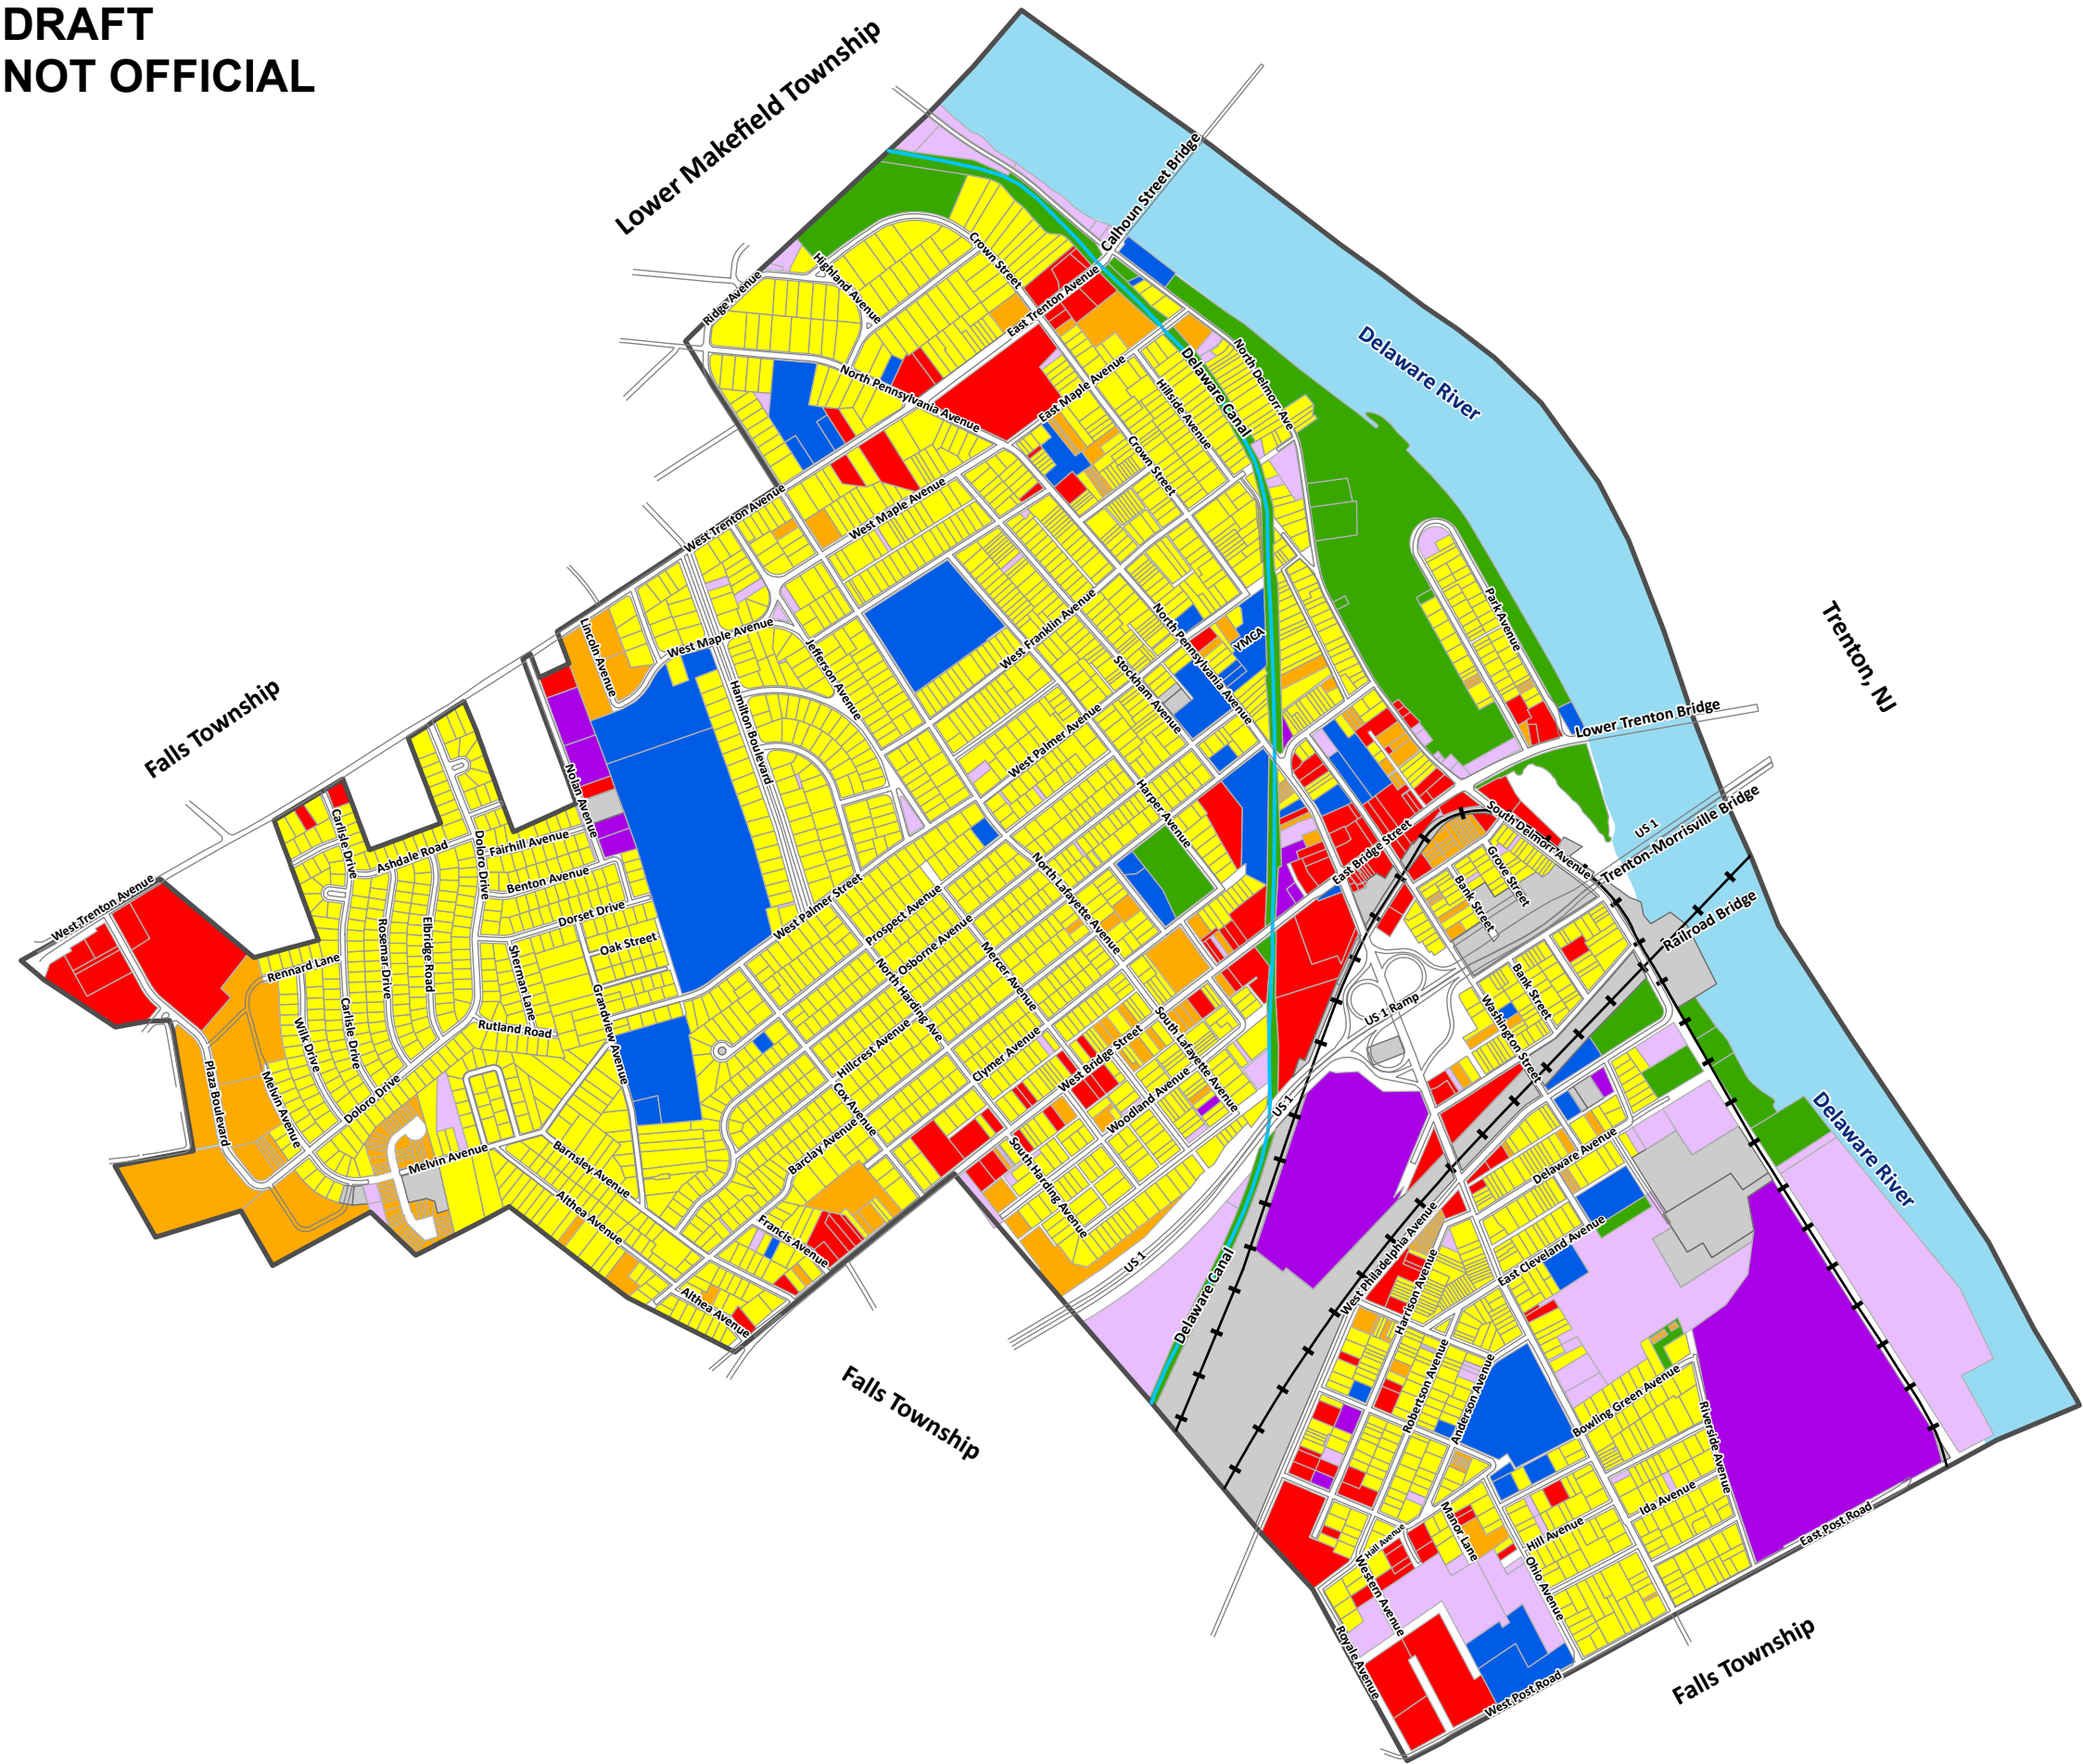 DRAFT
NOT OFFICIAL
Lower Makefield Township
Calhoun Street Bridge
Crown Street
Highland Avenue
Ridge Avenue
East Trenton Avenue
Delaware River
North Pennsylvania Avenue
East Maple Avenue
Delaware Canal
North Delmorr Ave
Hillside Avenue
Crown Street
West Trenton Avenue
West Maple Avenue
Park Avenue
Trenton, NJ
Lincoln Avenue
West Maple Avenue
Jefferson Avenue
West Franklin Avenue
North Pennsylvania Avenue
YMCA
Stockham Avenue
Falls Township
Hamilton Boulevard
West Palmer Avenue
Lower Trenton Bridge
Nolan Avenue
Harper Avenue
US 1
Trenton-Morrisville Bridge
South Delmorr Avenue
Carlisle Drive
Ashdale Road
Doloro Drive
Fairhill Avenue
Benton Avenue
East Bridge Street
Grove Street
Bank Street
West Trenton Avenue
North Lafayette Avenue
West Palmer Street
Prospect Avenue
Osborne Avenue
Dorset Drive
Oak Street
Railroad Bridge
Rennard Lane
Rosemar Drive
Elbridge Road
Sherman Lane
Mercer Avenue
North Harding Ave
Bank Street
Carlisle Drive
Grandview Avenue
Rutland Road
Wilk Drive
US 1 Ramp
Washington Street
South Lafayette Avenue
Hillcrest Avenue
Clymer Avenue
West Bridge Street
Plaza Boulevard
Melvin Avenue
Doloro Drive
Cox Avenue
Woodland Avenue
US 1
Barclay Avenue
Melvin Avenue
Barnsley Avenue
South Harding Avenue
Delaware Avenue
Delaware River
Althea Avenue
Francis Avenue
US 1
Delaware Canal
West Philadelphia Avenue
East Cleveland Avenue
Harrison Avenue
Althea Avenue
Falls Township
Robertson Avenue
Anderson Avenue
Bowling Green Avenue
Riverside Avenue
Ida Avenue
Manor Lane
Hill Avenue
East Post Road
Hall Avenue
Western Avenue
Ohio Avenue
Royale Avenue
West Post Road
Falls Township